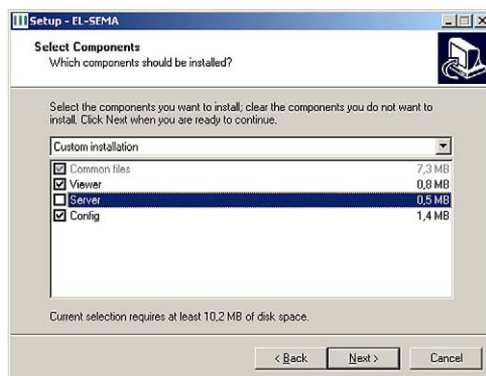 Setup - EL-SEMA
Select Components
Which components should be installed?
Select the components you want to install; clear the components you do not want to
install. Click Next when you are ready to continue.
Custom installation
Common files 7,3 MB
Viewer 0,8 MB
Server 0,5 MB
Config 1,4 MB
Current selection requires at least 10,2 MB of disk space.
< Back Next > Cancel